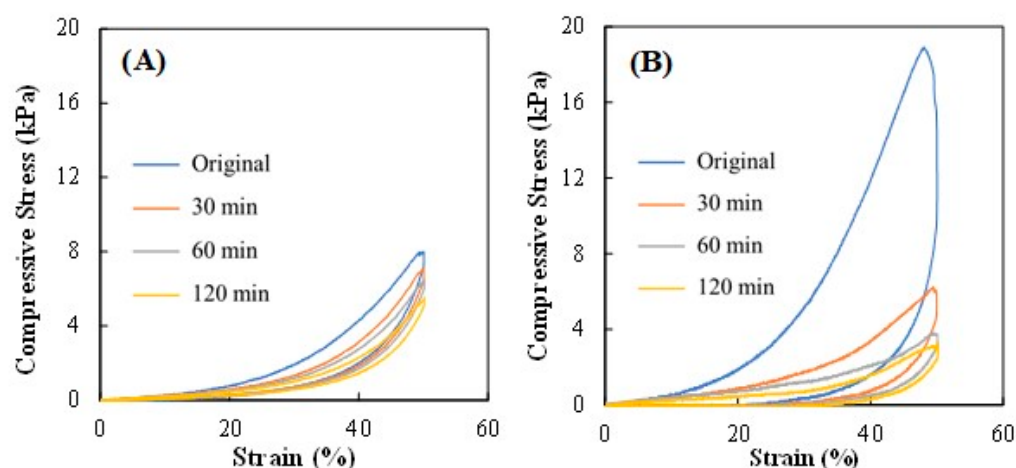 (A)
Compressive Stress (kPa)
20
16
12
8
4
0
Original
30 min
60 min
120 min
0
20
40
60
Strain (%)
(B)
Compressive Stress (kPa)
20
16
12
8
4
0
Original
30 min
60 min
120 min
0
20
40
60
Strain (%)